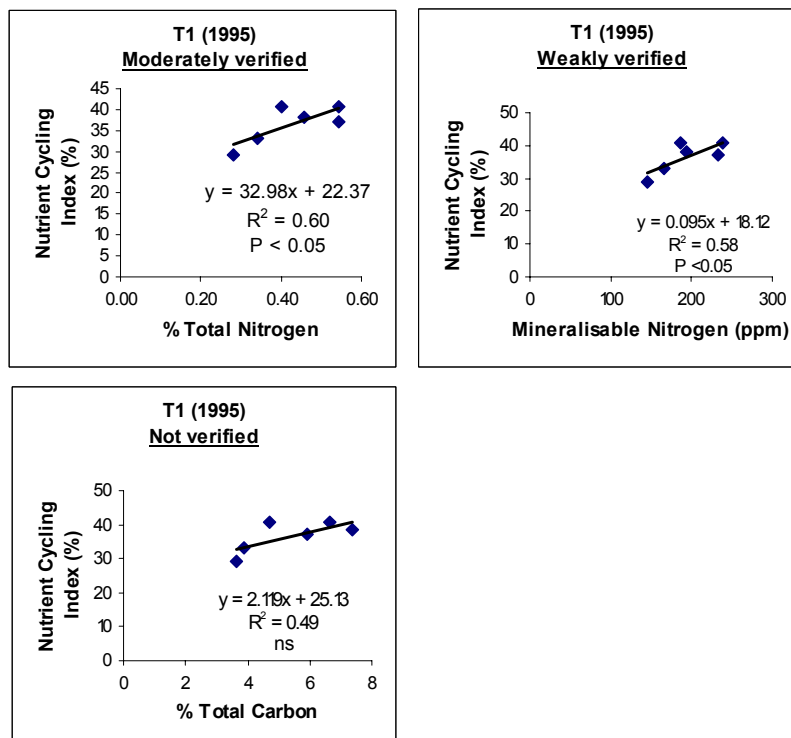 T1 (1995)
Moderately verified
Nutrient Cycling
Index (%)
45
40
35
30
25
20
15
10
5
0
y = 32.98x + 22.37
R² = 0.60
P < 0.05
0.00 0.20 0.40 0.60
% Total Nitrogen
T1 (1995)
Weakly verified
Nutrient Cycling
Index (%)
50
40
30
20
10
0
y = 0.095x + 18.12
R² = 0.58
P <0.05
0 100 200 300
Mineralisable Nitrogen (ppm)
T1 (1995)
Not verified
Nutrient Cycling
Index (%)
50
40
30
20
10
0
y = 2.119x + 25.13
R² = 0.49
ns
0 2 4 6 8
% Total Carbon